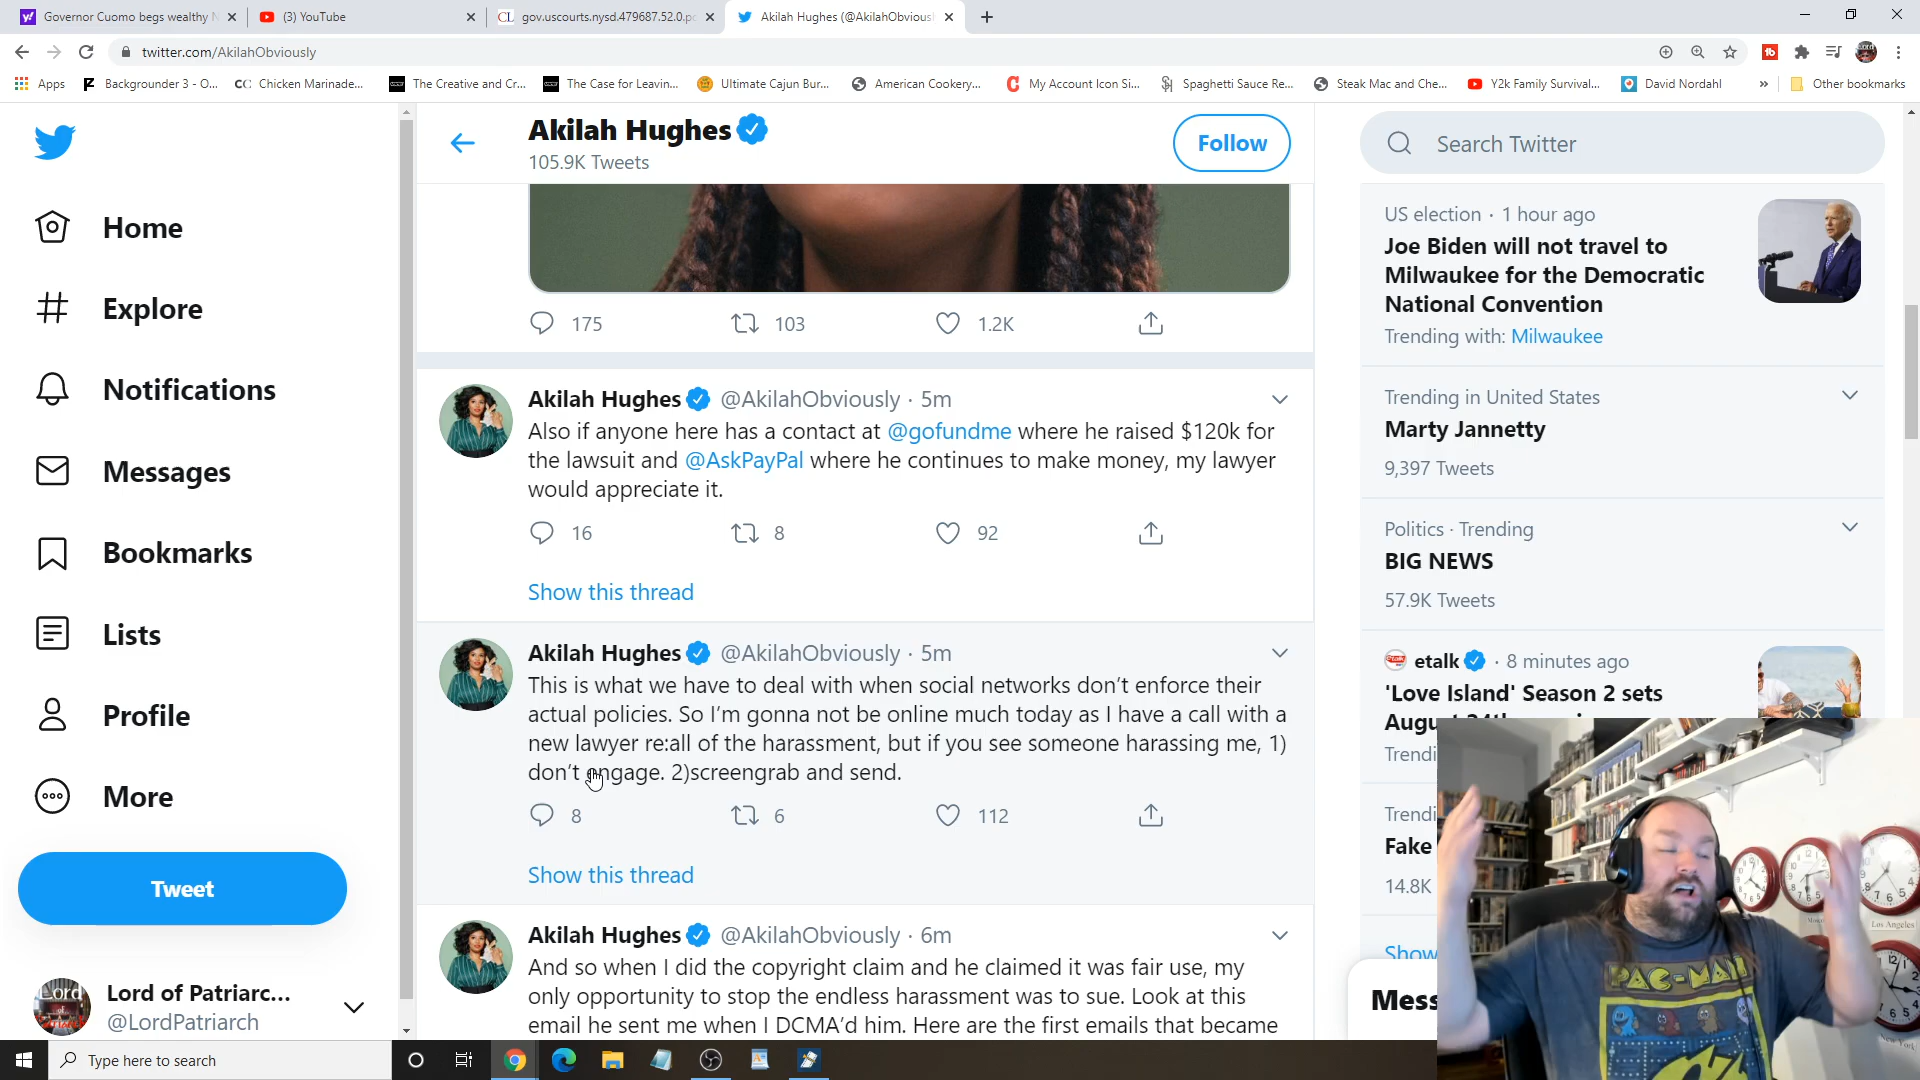 Governor Cuomo begs wealthy
(3) YouTube
gov.uscourts.nysd.479687.52.0.p
Akilah Hughes (@AkilahObvious
twitter.com/AkilahObviously
Apps
Backgrounder 3 - O...
CC Chicken Marinade...
The Creative and Cr...
The Case for Leavin...
Ultimate Cajun Bur...
American Cookery...
My Account Icon Si...
Spaghetti Sauce Re...
Steak Mac and Che...
Y2k Family Survival...
David Nordahl
»
Other bookmarks
Home
Explore
Notifications
Messages
Bookmarks
Lists
Profile
More
Tweet
Lord of Patriarc...
@LordPatriarch
Akilah Hughes
105.9K Tweets
Follow
175 103 1.2K
Akilah Hughes @AkilahObviously · 5m
Also if anyone here has a contact at @gofundme where he raised $120k for
the lawsuit and @AskPayPal where he continues to make money, my lawyer
would appreciate it.
16 8 92
Show this thread
Akilah Hughes @AkilahObviously · 5m
This is what we have to deal with when social networks don't enforce their
actual policies. So I'm gonna not be online much today as I have a call with a
new lawyer re:all of the harassment, but if you see someone harassing me, 1)
don't engage. 2)screengrab and send.
8 6 112
Show this thread
Akilah Hughes @AkilahObviously · 6m
And so when I did the copyright claim and he claimed it was fair use, my
only opportunity to stop the endless harassment was to sue. Look at this
email he sent me when I DCMA'd him. Here are the first emails that became
Search Twitter
US election · 1 hour ago
Joe Biden will not travel to
Milwaukee for the Democratic
National Convention
Trending with: Milwaukee
Trending in United States
Marty Jannetty
9,397 Tweets
Politics · Trending
BIG NEWS
57.9K Tweets
etalk · 8 minutes ago
'Love Island' Season 2 sets
Trendi
Trendi
Fake
14.8K
Show
Mess
Los Angeles
New York
PAC-MAN
Type here to search